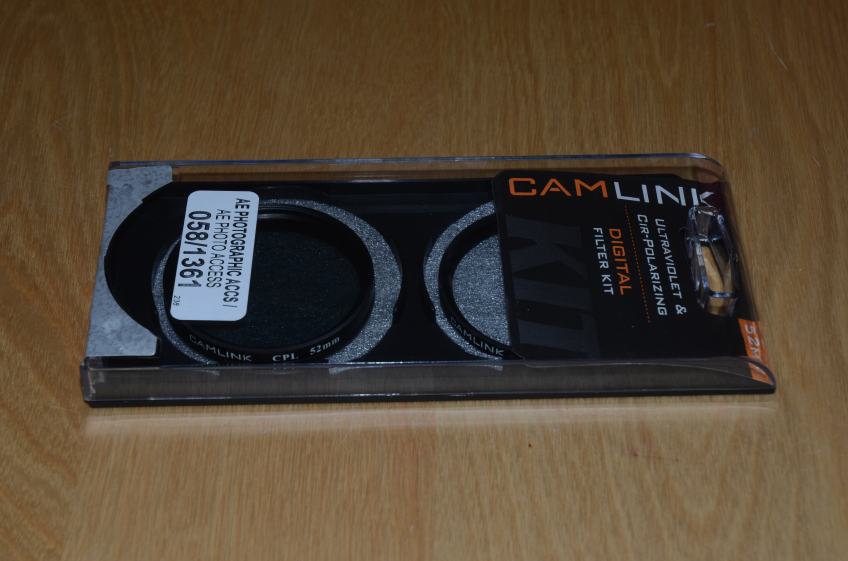 CAMLINK
ULTRAVIOLET &
CIR-POLARIZING
DIGITAL
FILTER KIT
KIT
AE PHOTOGRAPHIC ACCS /
AE PHOTO ACCESS
058/1361
CAMLINK CPL 52mm
CAMLINK